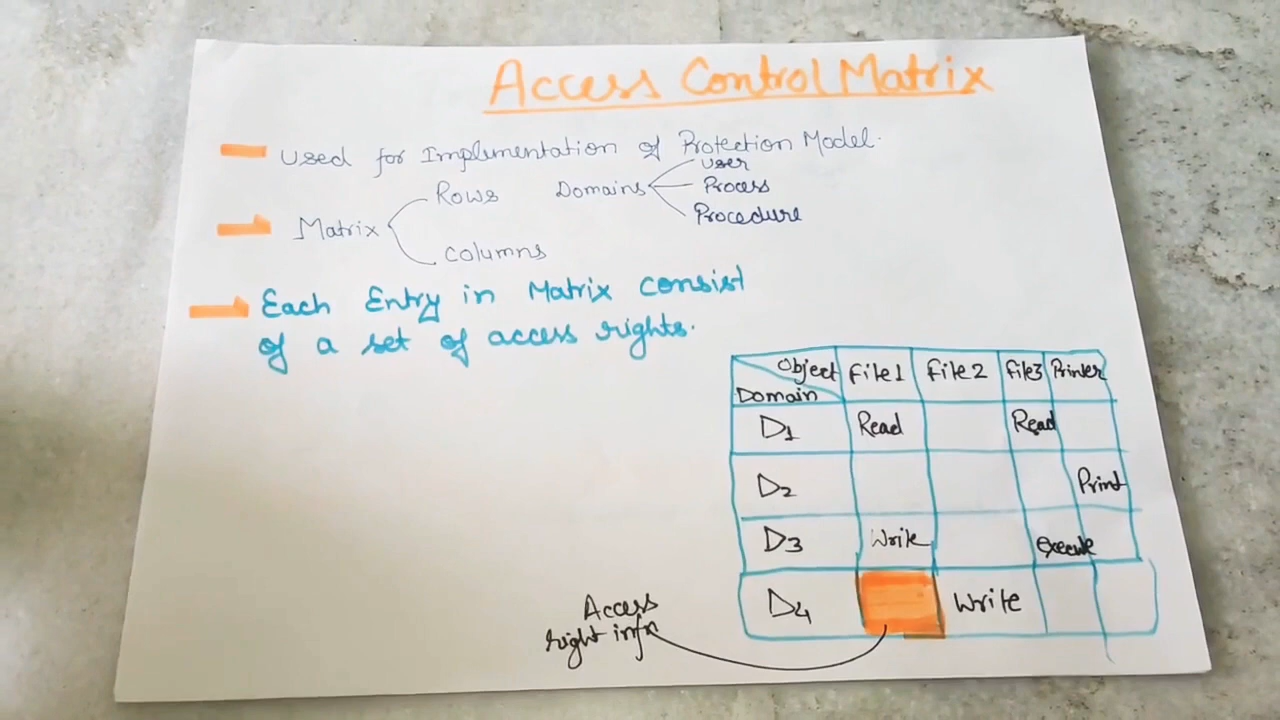 Access Control Matrix
Used for Implementation of Protection Model.
User
Rows Domains Process
Matrix Procedure
Columns
Each Entry in Matrix consist
of a set of access rights.
Object File1 File2 File3 Printer
Domain
D1 Read Read
D2 Print
D3 Write execute
D4 Write
Access
right infn